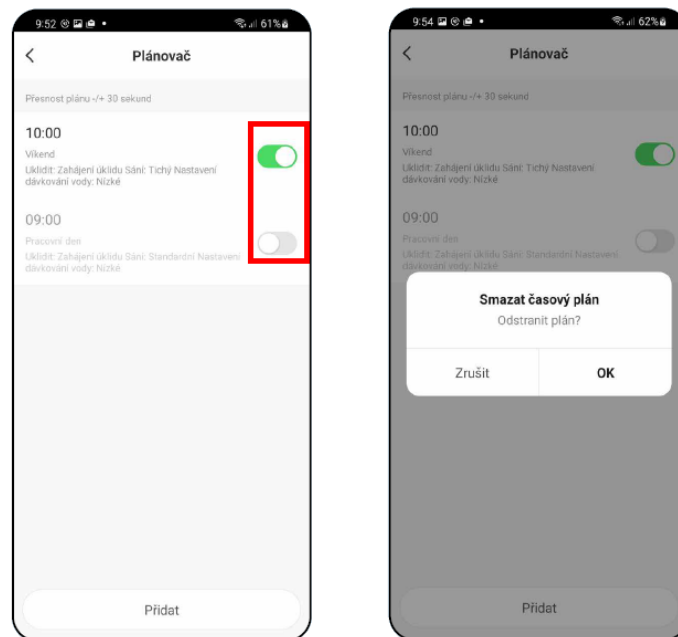 9:52
61%
Plánovač
Přesnost plánu -/+ 30 sekund
10:00
Víkend
Uklidit: Zahájení úklidu Sání: Tichý Nastavení
dávkování vody: Nízké
09:00
Pracovní den
Uklidit: Zahájení úklidu Sání: Standardní Nastavení
dávkování vody: Nízké
Přidat
9:54
62%
Plánovač
Přesnost plánu -/+ 30 sekund
10:00
Víkend
Uklidit: Zahájení úklidu Sání: Tichý Nastavení
dávkování vody: Nízké
09:00
Pracovní den
Uklidit: Zahájení úklidu Sání: Standardní Nastavení
dávkování vody: Nízké
Smazat časový plán
Odstranit plán?
Zrušit
OK
Přidat